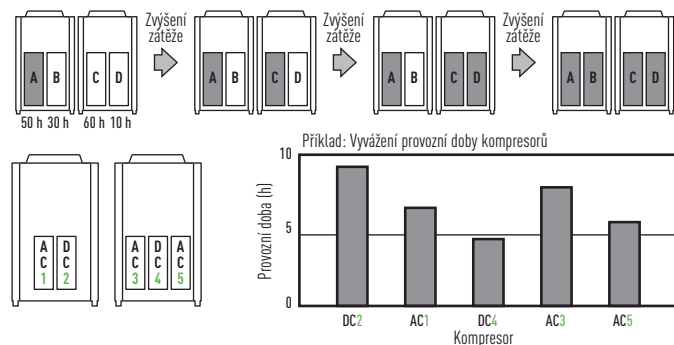 Zvýšení zátěže
Zvýšení zátěže
Zvýšení zátěže
A B C D
A B C D
A B C D
A B C D
50 h 30 h 60 h 10 h
Příklad: Vyvážení provozní doby kompresorů
10
5
0
Provozní doba (h)
AC1 DC2
AC3 DC4 AC5
DC2 AC1 DC4 AC3 AC5
Kompresor